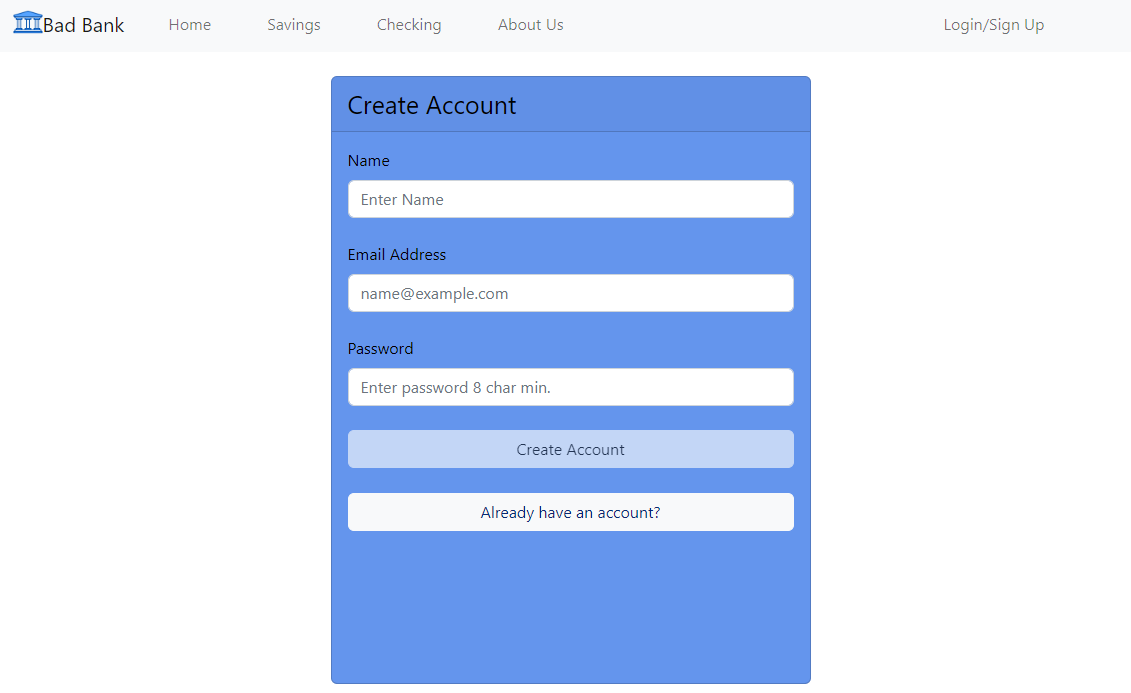 Bad Bank Home Savings Checking About Us Login/Sign Up
Create Account
Name
Enter Name
Email Address
name@example.com
Password
Enter password 8 char min.
Create Account
Already have an account?